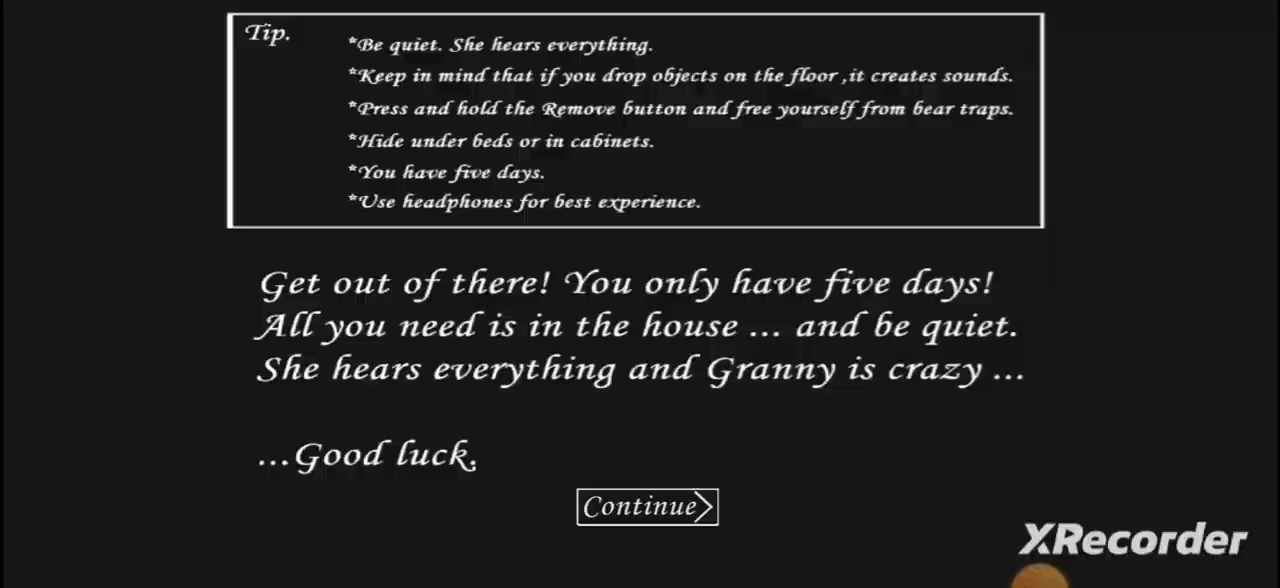 Tip.
*Be quiet. She hears everything.
*Keep in mind that if you drop objects on the floor ,it creates sounds.
*Press and hold the Remove button and free yourself from bear traps.
*Hide under beds or in cabinets.
*You have five days.
*Use headphones for best experience.
Get out of there! You only have five days!
All you need is in the house ... and be quiet.
She hears everything and Granny is crazy ...
...Good luck.
Continue
XRecorder